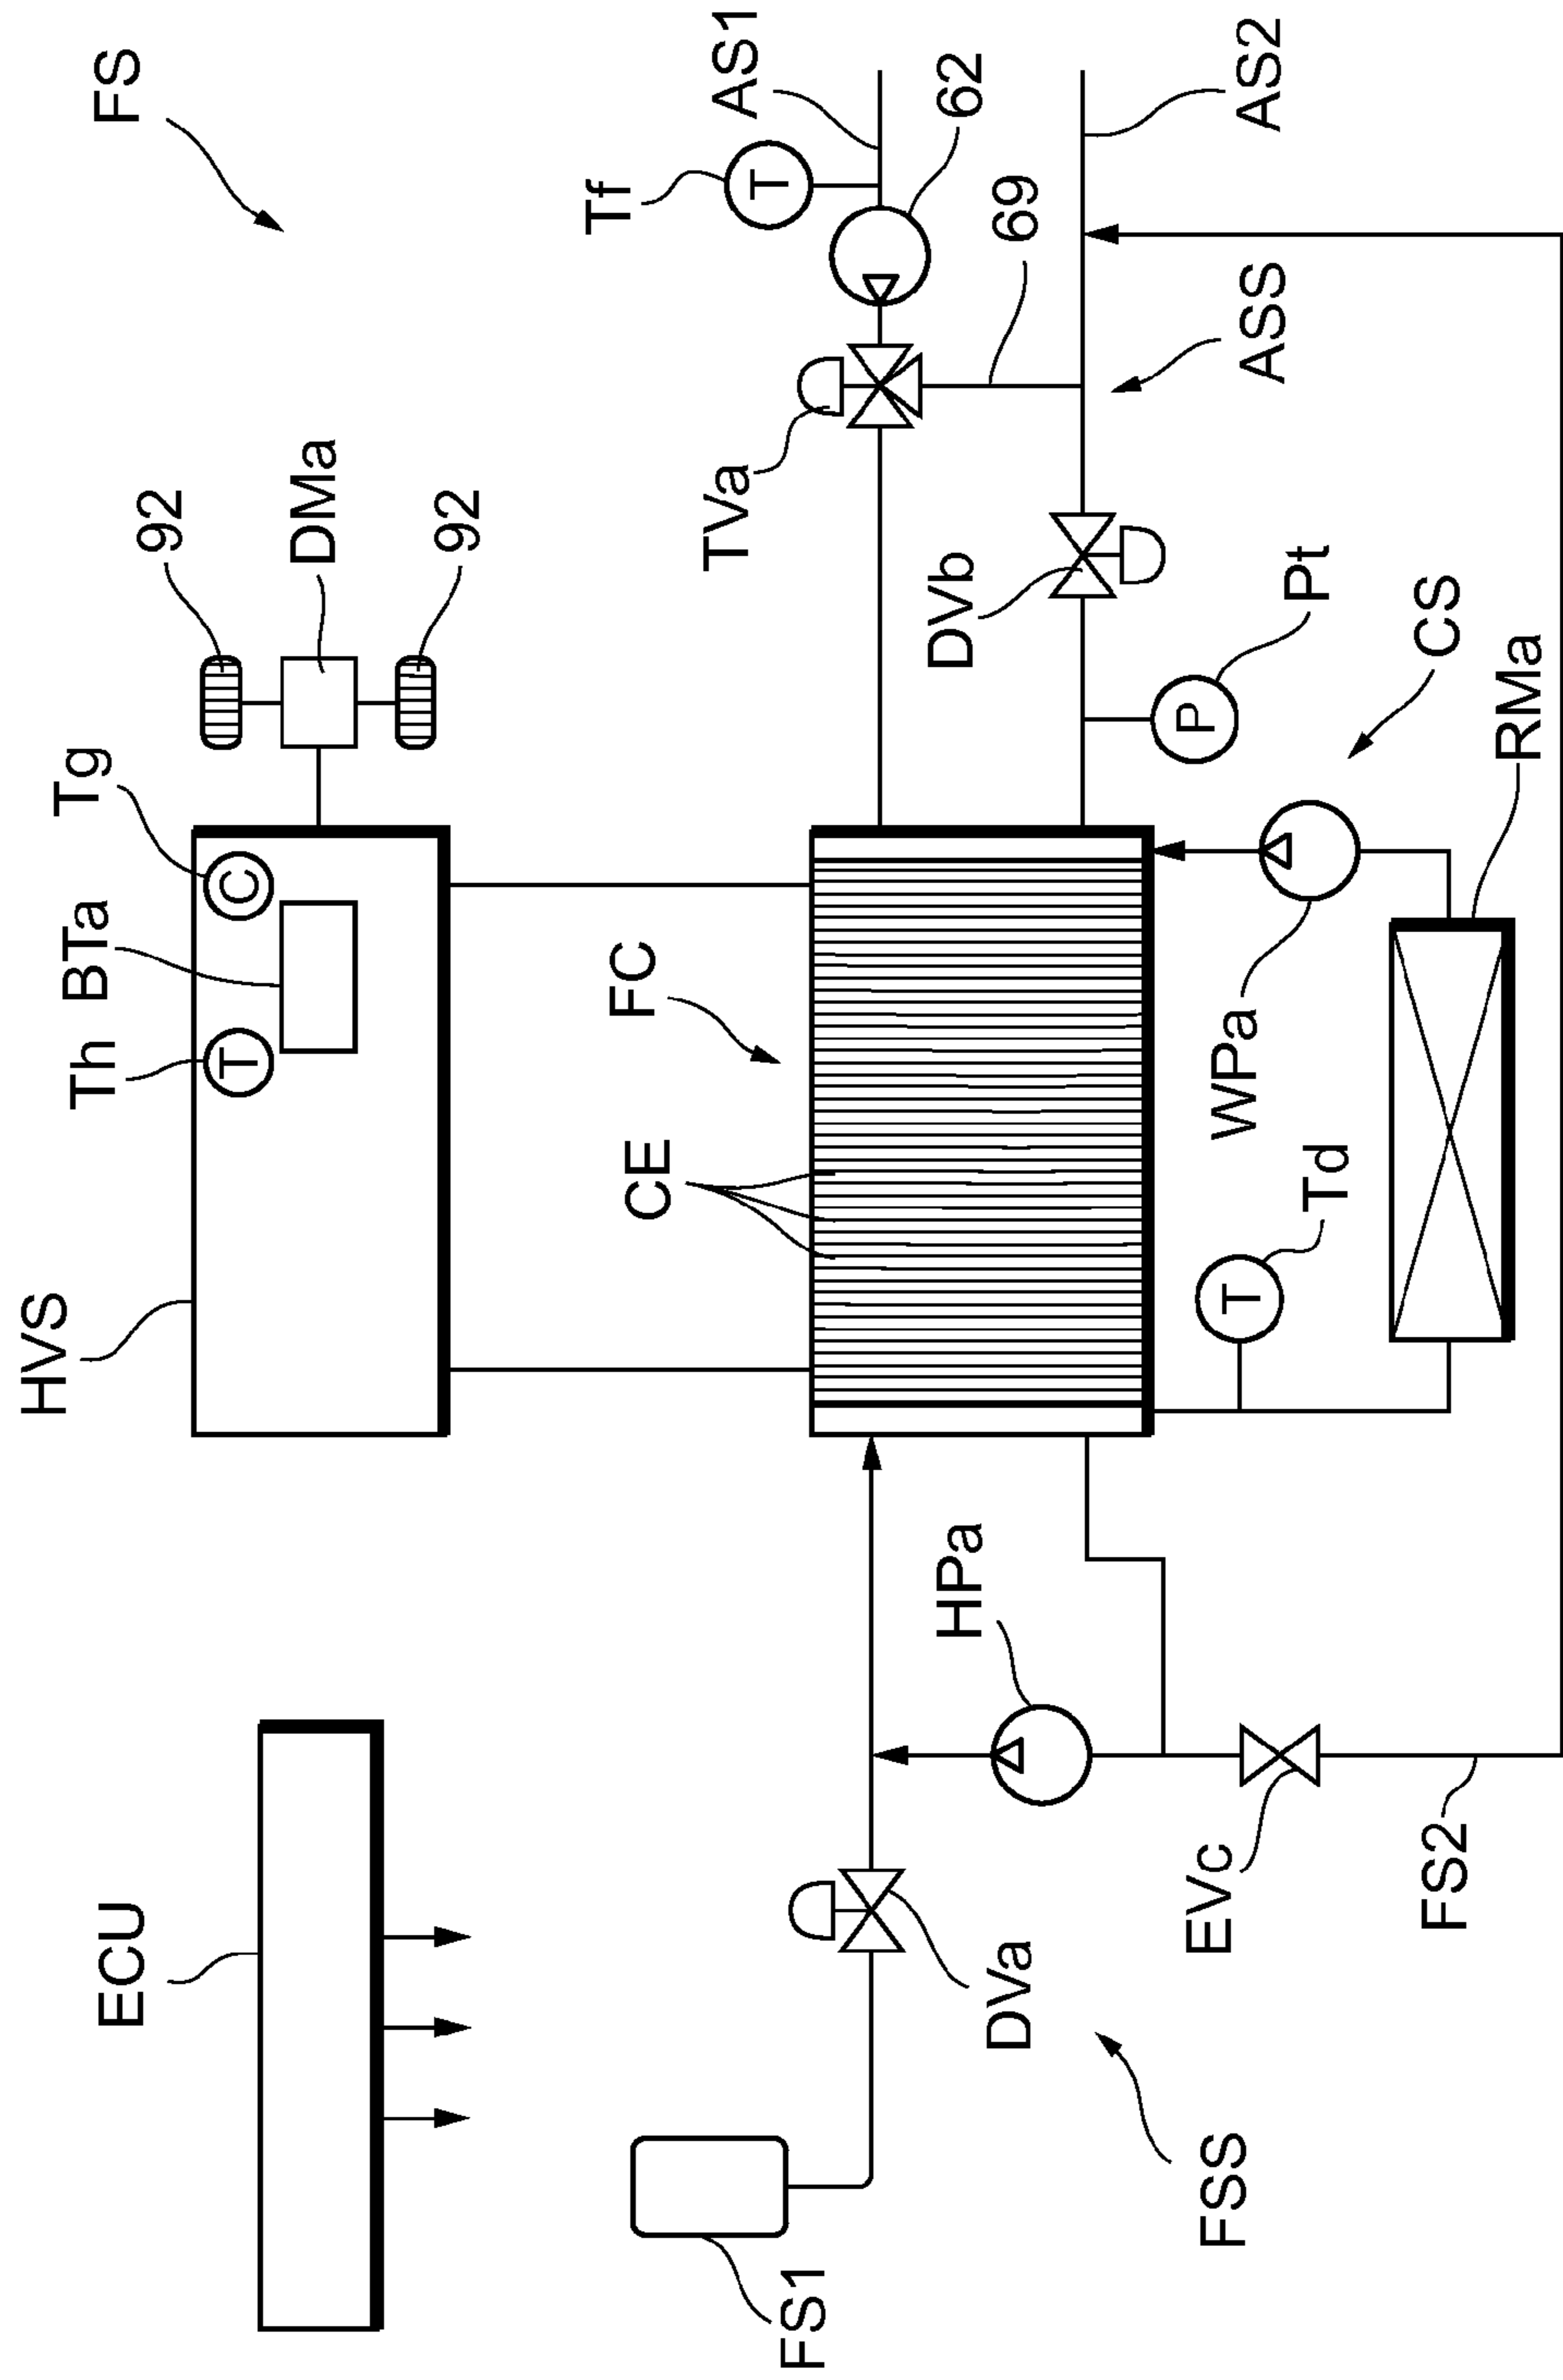 FS
ECU
HVS
Th
BTa
Tg
T
C
92
DMa
92
FS1
DVa
FSS
HPa
EVc
FS2
CE
FC
Tf
T
AS1
62
TVa
69
AS2
ASS
DVb
Pt
P
CS
RMa
WPa
Td
T